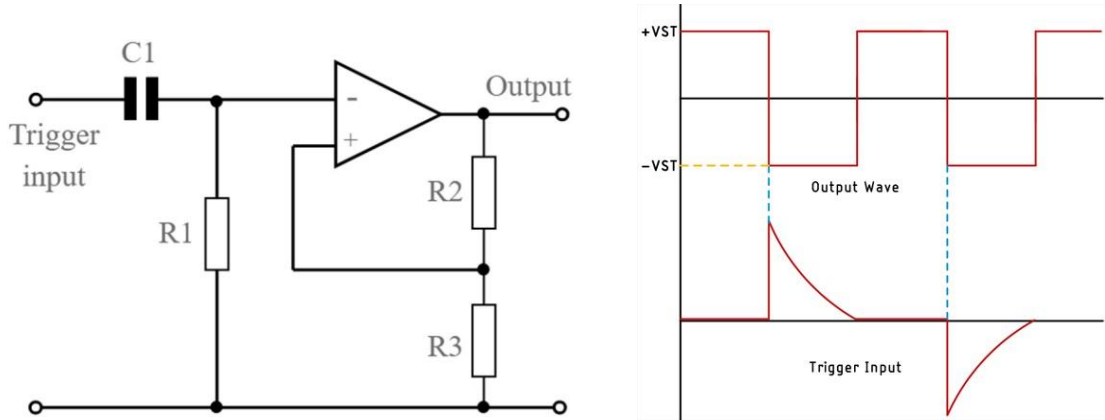 C1
Trigger
input
R1
-
+
Output
R2
R3
+VST
-VST
Output Wave
Trigger Input